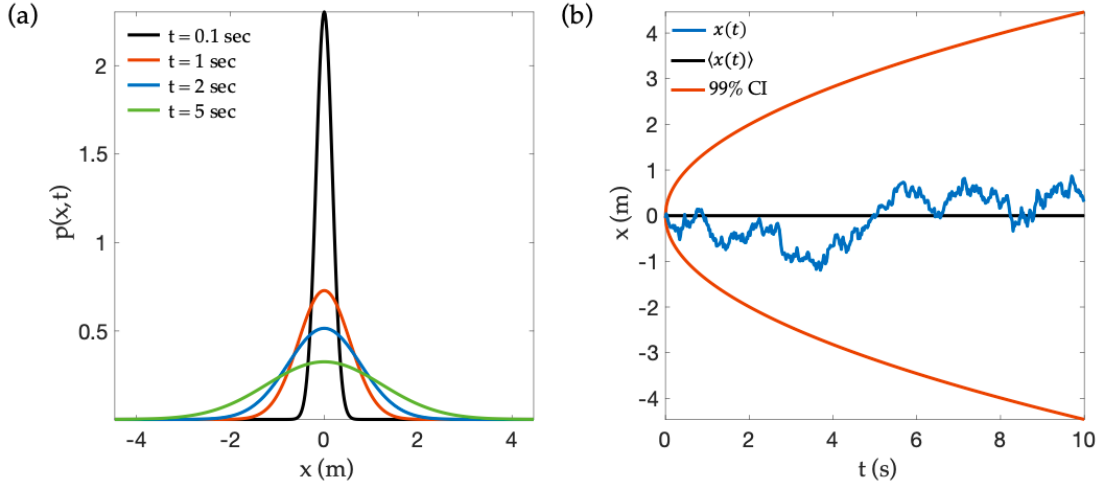 (a)
t = 0.1 sec
t = 1 sec
t = 2 sec
t = 5 sec
2
1.5
1
0.5
p(x,t)
-4
-2
0
2
4
x (m)
(b)
x(t)
⟨x(t)⟩
99% CI
4
3
2
1
0
-1
-2
-3
-4
x (m)
0
2
4
6
8
10
t (s)